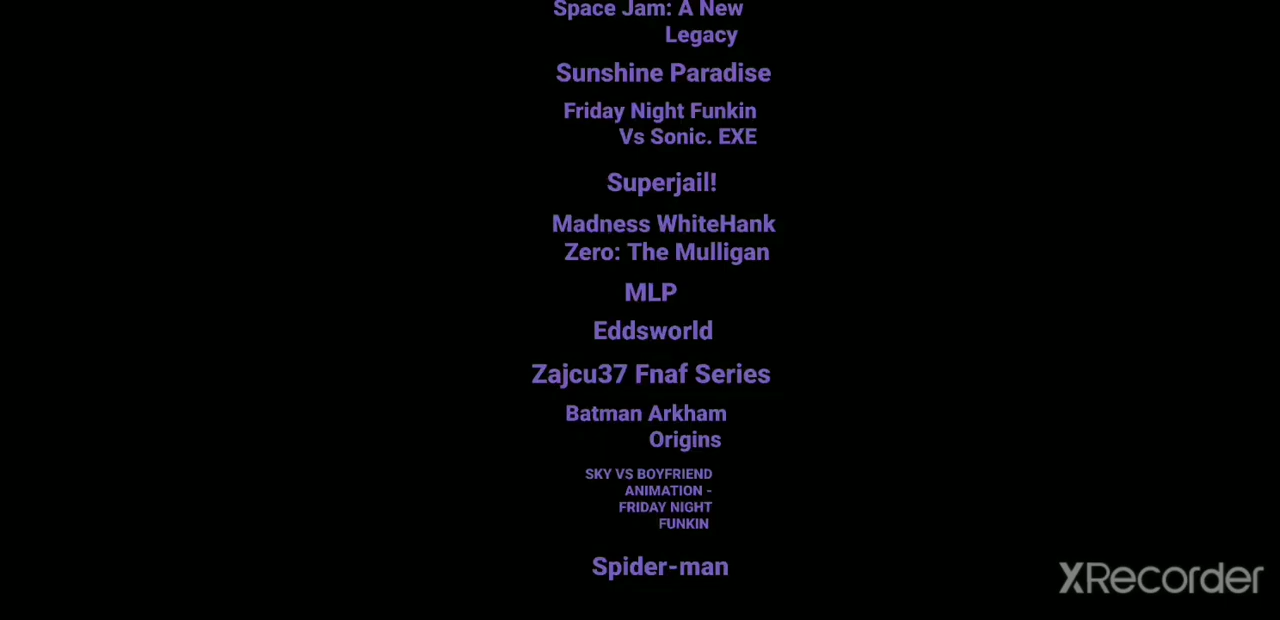 Space Jam: A New
Legacy
Sunshine Paradise
Friday Night Funkin
Vs Sonic. EXE
Superjail!
Madness WhiteHank
Zero: The Mulligan
MLP
Eddsworld
Zajcu37 Fnaf Series
Batman Arkham
Origins
SKY VS BOYFRIEND
ANIMATION -
FRIDAY NIGHT
FUNKIN
Spider-man
XRecorder